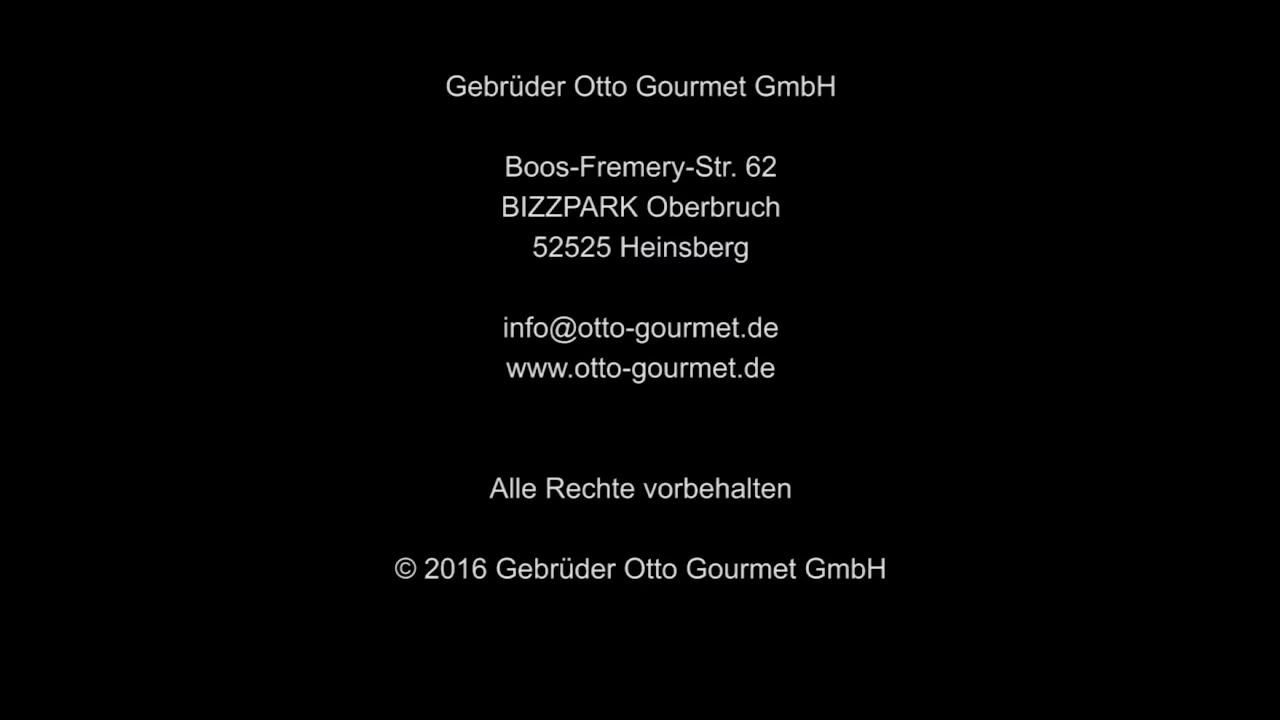 Gebrüder Otto Gourmet GmbH
Boos-Fremery-Str. 62
BIZZPARK Oberbruch
52525 Heinsberg
info@otto-gourmet.de
www.otto-gourmet.de
Alle Rechte vorbehalten
© 2016 Gebrüder Otto Gourmet GmbH